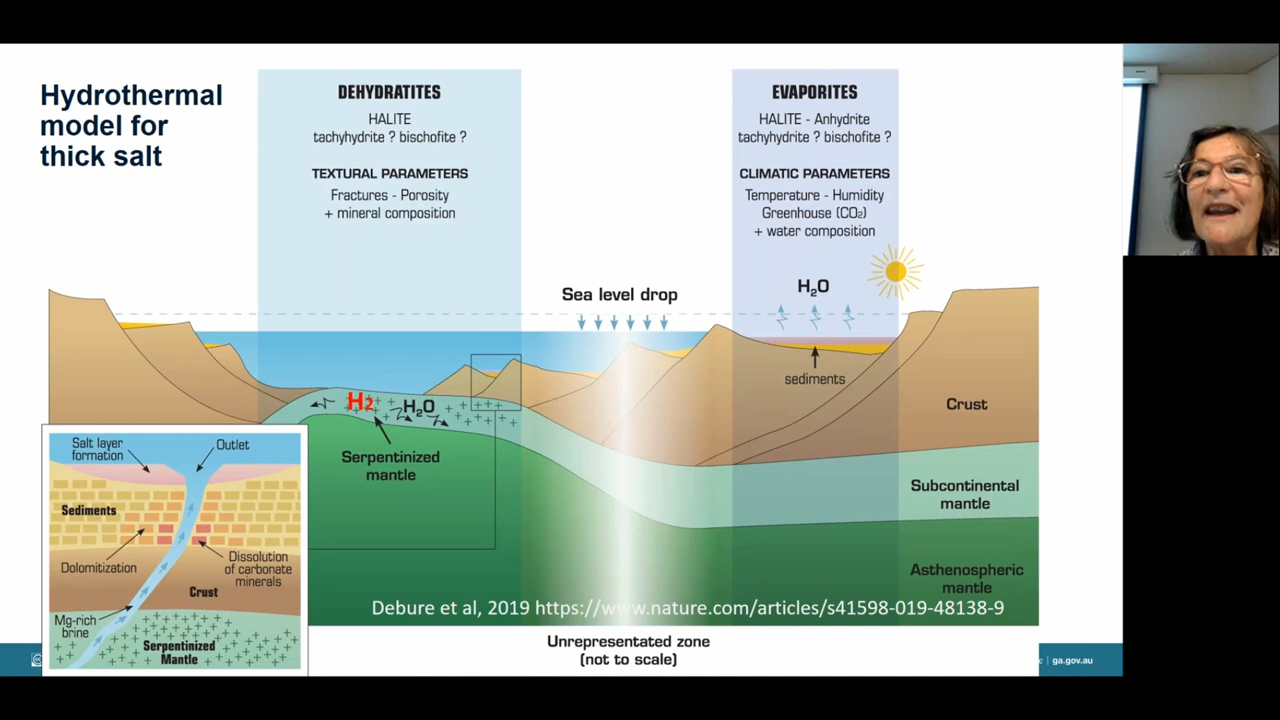 Hydrothermal
model for
thick salt
DEHYDRATITES
HALITE
tachyhydrite ? bischofite ?
TEXTURAL PARAMETERS
Fractures - Porosity
+ mineral composition
EVAPORITES
HALITE - Anhydrite
tachyhydrite ? bischofite ?
CLIMATIC PARAMETERS
Temperature - Humidity
Greenhouse (CO₂)
+ water composition
H₂O
Sea level drop
sediments
H₂
H₂O
Crust
Serpentinized
mantle
Subcontinental
mantle
Asthenospheric
mantle
Salt layer
formation
Outlet
Sediments
Dolomitization
Dissolution
of carbonate
minerals
Crust
Mg-rich
brine
Serpentinized
Mantle
Debure et al, 2019 https://www.nature.com/articles/s41598-019-48138-9
Unrepresented zone
(not to scale)
ga.gov.au